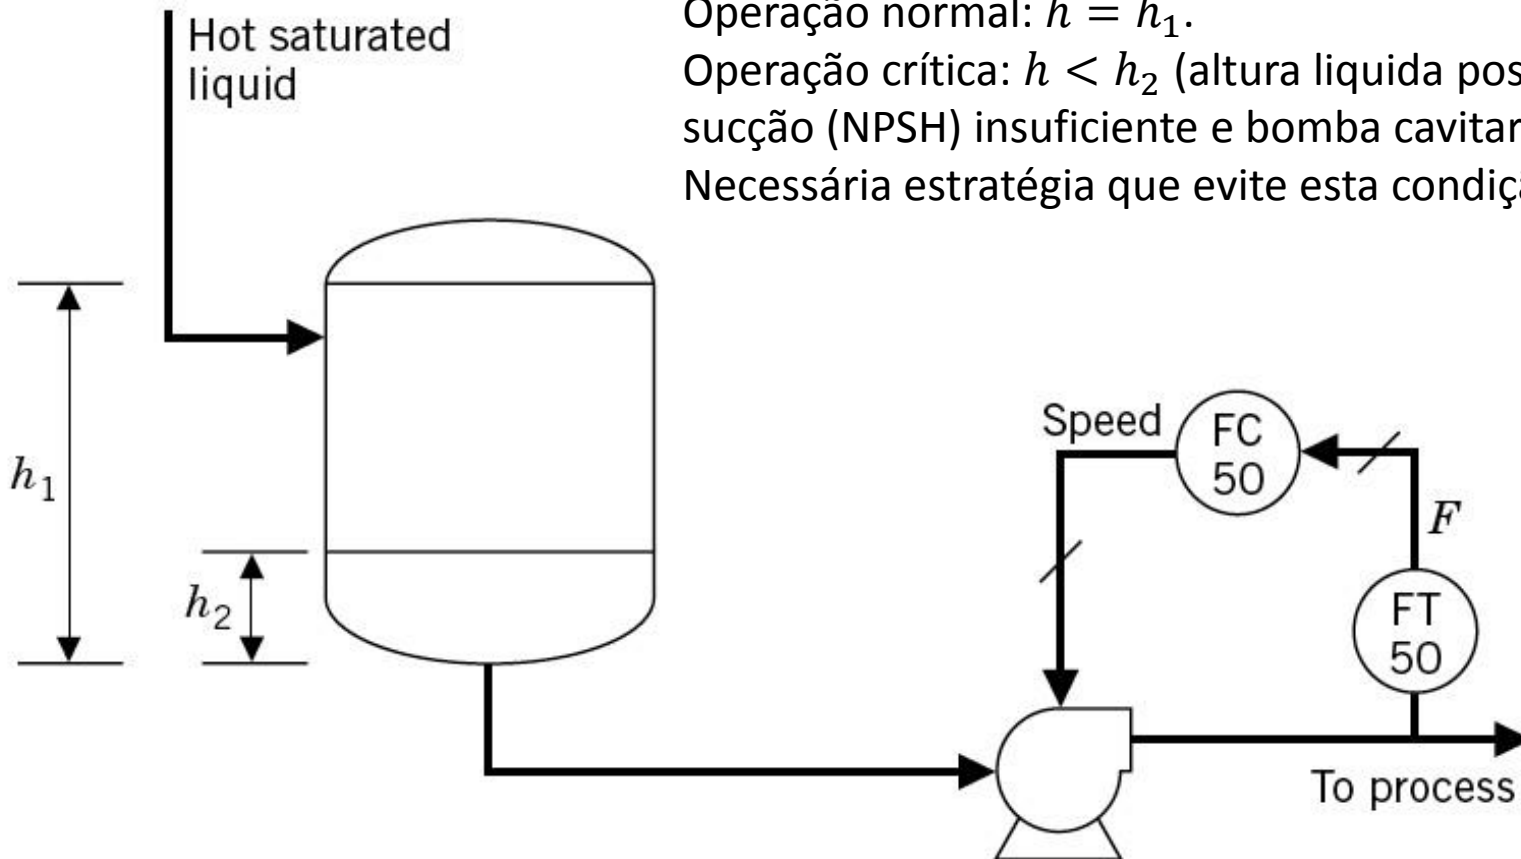 Operação normal: h = h₁.
Operação crítica: h < h₂ (altura liquida pos
sucção (NPSH) insuficiente e bomba cavitar
Necessária estratégia que evite esta condiç
Hot saturated
liquid
h₁
h₂
Speed
FC
50
F
FT
50
To process